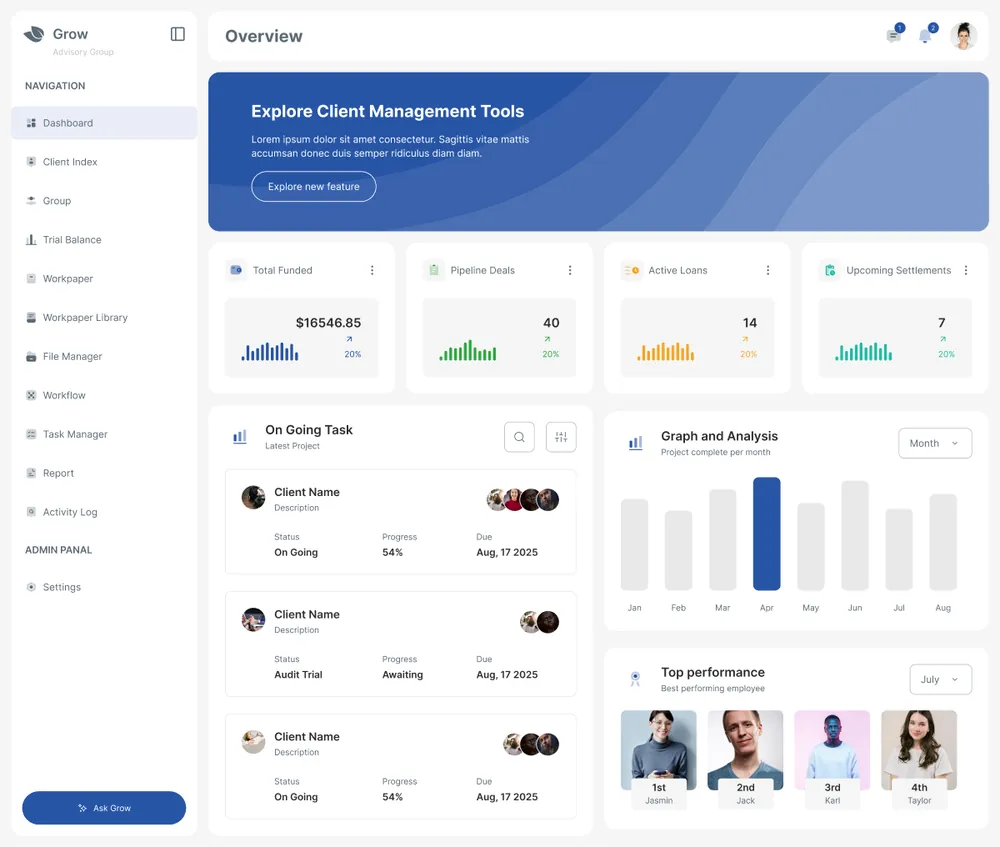 Grow
Advisory Group
NAVIGATION
Dashboard
Client Index
Group
Trial Balance
Workpaper
Workpaper Library
File Manager
Workflow
Task Manager
Report
Activity Log
ADMIN PANAL
Settings
Ask Grow
Overview
1
2
Explore Client Management Tools
Lorem ipsum dolor sit amet consectetur. Sagittis vitae mattis
accumsan donec duis semper ridiculus diam diam.
Explore new feature
Total Funded
$16546.85
20%
Pipeline Deals
40
20%
Active Loans
14
20%
Upcoming Settlements
7
20%
On Going Task
Latest Project
Client Name
Description
Status Progress Due
On Going 54% Aug, 17 2025
Client Name
Description
Status Progress Due
Audit Trial Awaiting Aug, 17 2025
Client Name
Description
Status Progress Due
On Going 54% Aug, 17 2025
Graph and Analysis
Project complete per month
Month
Jan Feb Mar Apr May Jun Jul Aug
Top performance
Best performing employee
July
1st
Jasmin
2nd
Jack
3rd
Karl
4th
Taylor